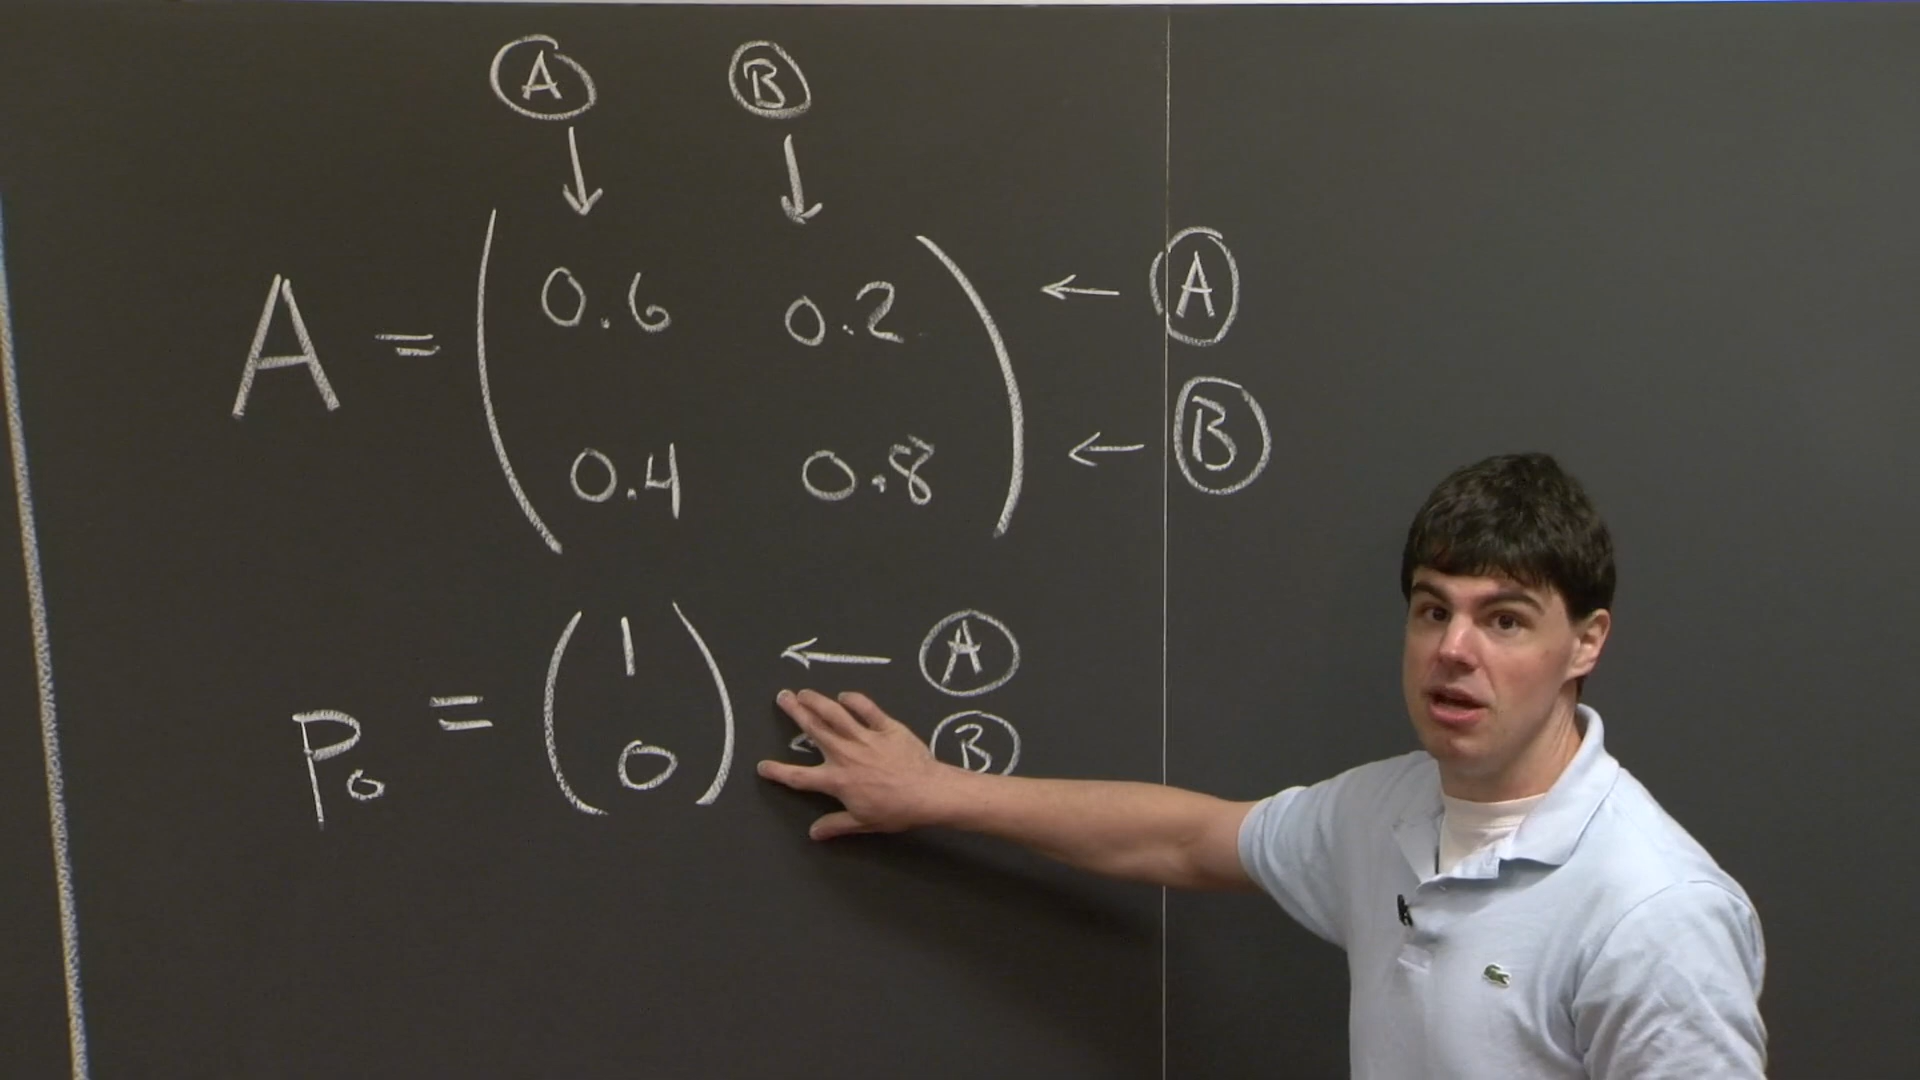 A B
↓ ↓
A = ( 0.6 0.2 ) ← A
( 0.4 0.8 ) ← B
p₀ = ( 1 ) ← A
( 0 ) ← B